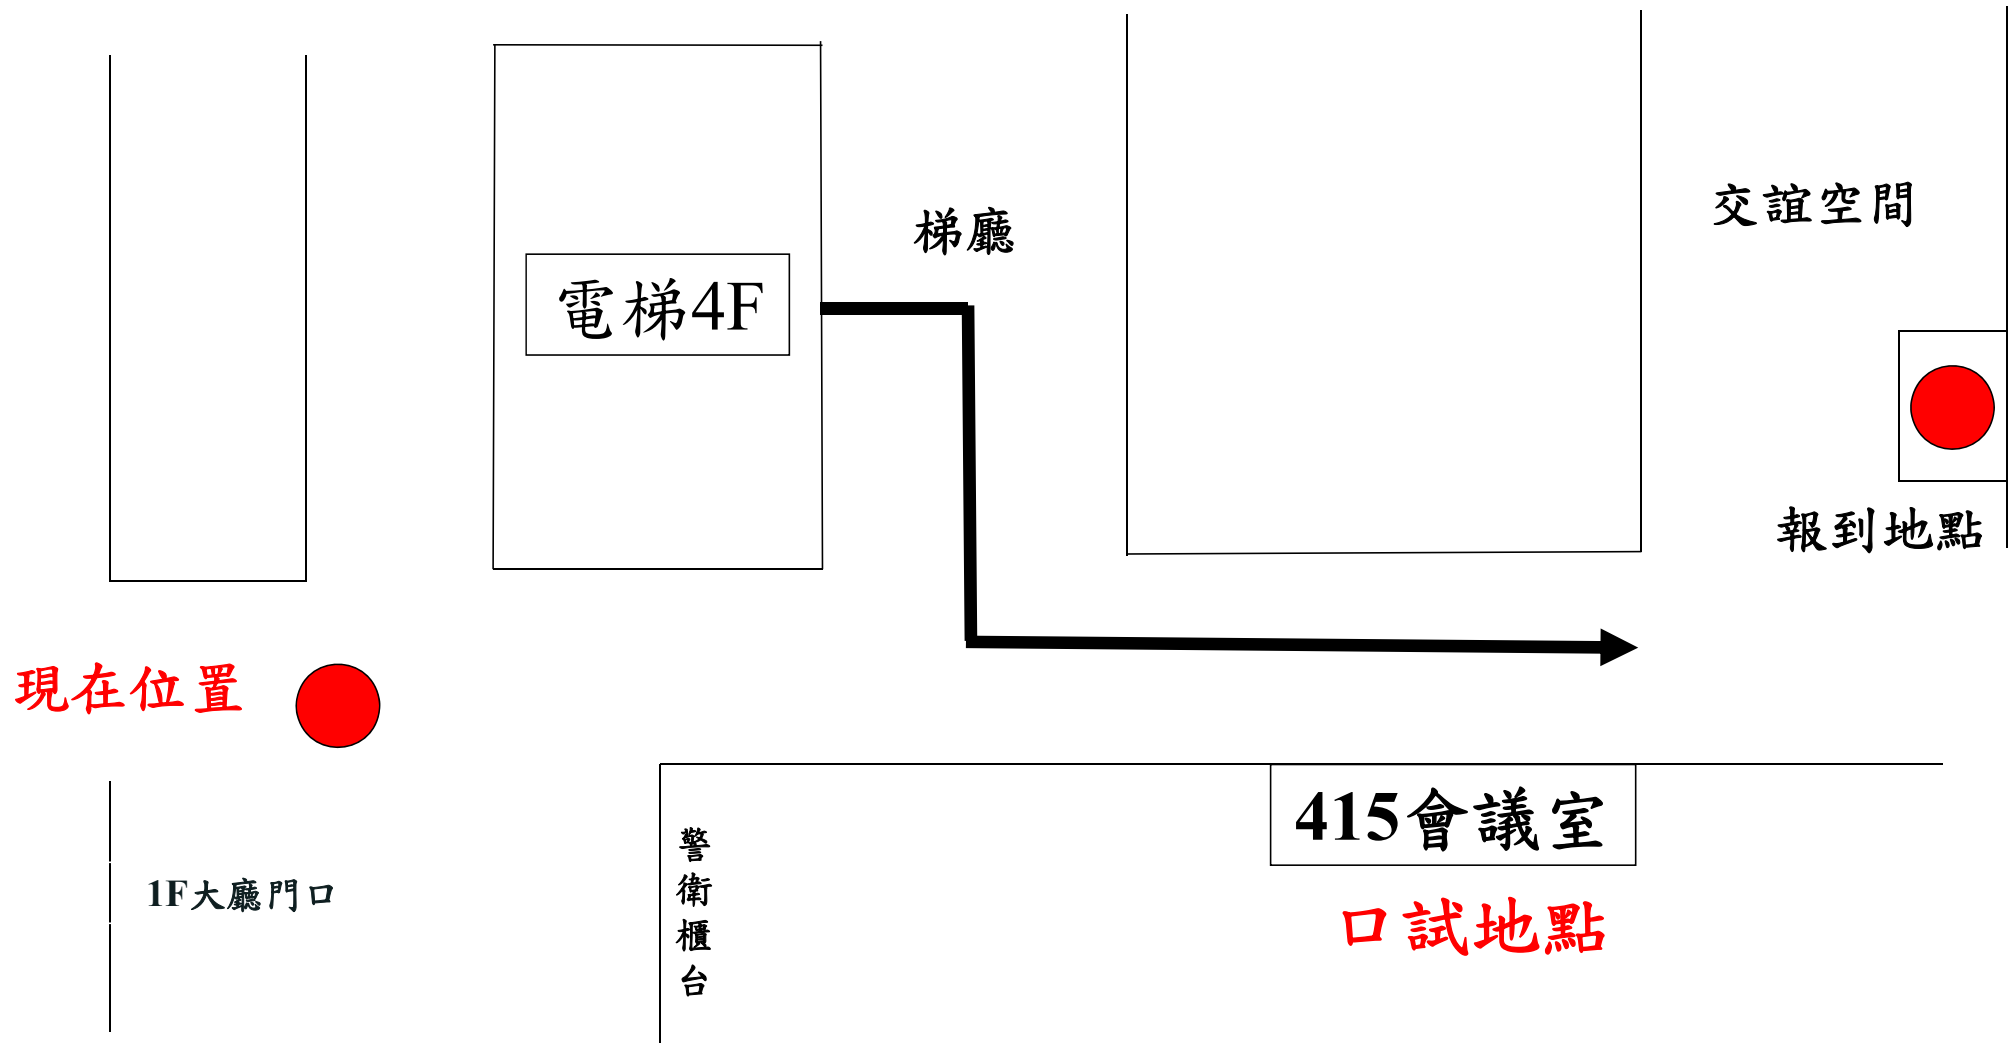 交誼空間
梯廳
電梯4F
報到地點
現在位置
415會議室
警衛櫃台
1F大廳門口
口試地點